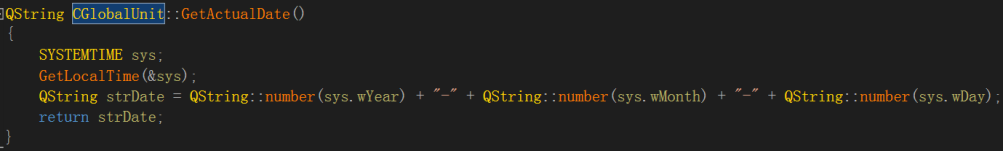 QString CGlobalUnit::GetActualDate()
{
    SYSTEMTIME sys;
    GetLocalTime(&sys);
    QString strDate = QString::number(sys.wYear) + "-" + QString::number(sys.wMonth) + "-" + QString::number(sys.wDay);
    return strDate;
}